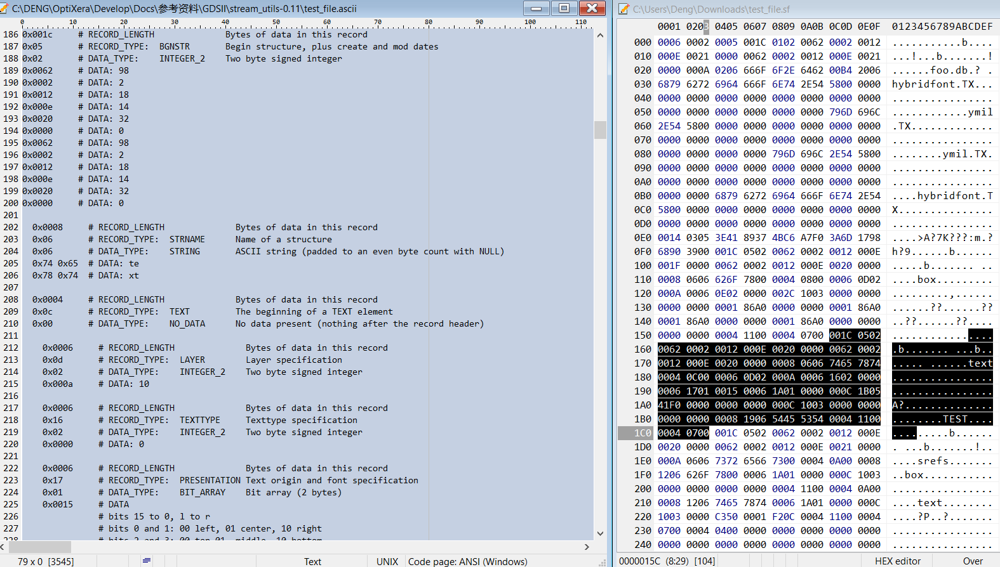 C:\DENG\OptiXera\Develop\Docs\参考资料\GDSII\stream_utils-0.11\test_file.ascii
0 10 20 30 40 50 60 70 80 90 100 110
186 0x001c # RECORD_LENGTH Bytes of data in this record
187 0x05 # RECORD_TYPE: BGNSTR Begin structure, plus create and mod dates
188 0x02 # DATA_TYPE: INTEGER_2 Two byte signed integer
189 0x0062 # DATA: 98
190 0x0002 # DATA: 2
191 0x0012 # DATA: 18
192 0x000e # DATA: 14
193 0x0020 # DATA: 32
194 0x0000 # DATA: 0
195 0x0062 # DATA: 98
196 0x0002 # DATA: 2
197 0x0012 # DATA: 18
198 0x000e # DATA: 14
199 0x0020 # DATA: 32
200 0x0000 # DATA: 0
201
202 0x0008 # RECORD_LENGTH Bytes of data in this record
203 0x06 # RECORD_TYPE: STRNAME Name of a structure
204 0x06 # DATA_TYPE: STRING ASCII string (padded to an even byte count with NULL)
205 0x74 0x65 # DATA: te
206 0x78 0x74 # DATA: xt
207
208 0x0004 # RECORD_LENGTH Bytes of data in this record
209 0x0c # RECORD_TYPE: TEXT The beginning of a TEXT element
210 0x00 # DATA_TYPE: NO_DATA No data present (nothing after the record header)
211
212 0x0006 # RECORD_LENGTH Bytes of data in this record
213 0x0d # RECORD_TYPE: LAYER Layer specification
214 0x02 # DATA_TYPE: INTEGER_2 Two byte signed integer
215 0x000a # DATA: 10
216
217 0x0006 # RECORD_LENGTH Bytes of data in this record
218 0x16 # RECORD_TYPE: TEXTTYPE Texttype specification
219 0x02 # DATA_TYPE: INTEGER_2 Two byte signed integer
220 0x0000 # DATA: 0
221
222 0x0006 # RECORD_LENGTH Bytes of data in this record
223 0x17 # RECORD_TYPE: PRESENTATION Text origin and font specification
224 0x01 # DATA_TYPE: BIT_ARRAY Bit array (2 bytes)
225 0x0015 # DATA
226 # bits 15 to 0, l to r
227 # bits 0 and 1: 00 left, 01 center, 10 right
228 # bits 2 and 3: 00 top 01, middle, 10 bottom
79 x 0 [3545] Text UNIX Code page: ANSI (Windows)
C:\Users\Deng\Downloads\test_file.sf
0001 0203 0405 0607 0809 0A0B 0C0D 0E0F 0123456789ABCDEF
000 0006 0002 0005 001C 0102 0062 0002 0012 ...........b....
010 000E 0021 0000 0062 0002 0012 000E 0021 ...!...b.......!
020 0000 000A 0206 666F 6F2E 6462 00B4 2006 ......foo.db.? .
030 6879 6272 6964 666F 6E74 2E54 5800 0000 hybridfont.TX...
040 0000 0000 0000 0000 0000 0000 0000 0000 ................
050 0000 0000 0000 0000 0000 0000 796D 696C ............ymil
060 2E54 5800 0000 0000 0000 0000 0000 0000 .TX.............
070 0000 0000 0000 0000 0000 0000 0000 0000 ................
080 0000 0000 0000 0000 796D 696C 2E54 5800 ........ymil.TX.
090 0000 0000 0000 0000 0000 0000 0000 0000 ................
0A0 0000 0000 0000 0000 0000 0000 0000 0000 ................
0B0 0000 0000 6879 6272 6964 666F 6E74 2E54 ....hybridfont.T
0C0 5800 0000 0000 0000 0000 0000 0000 0000 X...............
0D0 0000 0000 0000 0000 0000 0000 0000 0000 ................
0E0 0014 0305 3E41 8937 4BC6 A7F0 3A6D 1798 ....>A?7K???:m.?
0F0 6890 3900 001C 0502 0062 0002 0012 000E h?9......b......
100 001F 0000 0062 0002 0012 000E 0020 0000 .....b....... ..
110 0008 0606 626F 7800 0004 0800 0006 0D02 ....box.........
120 000A 0006 0E02 0000 002C 1003 0000 0000 .........,......
130 0000 0000 0001 86A0 0000 0000 0001 86A0 ......??......??
140 0001 86A0 0000 0000 0001 86A0 0000 0000 ..??......??....
150 0000 0000 0004 1100 0004 0700 001C 0502 ................
160 0062 0002 0012 000E 0020 0000 0062 0002 .b....... ...b..
170 0012 000E 0020 0000 0008 0606 7465 7874 ..... ......text
180 0004 0C00 0006 0D02 000A 0006 1602 0000 ................
190 0006 1701 0015 0006 1A01 0000 000C 1B05 ................
1A0 41F0 0000 0000 0000 000C 1003 0000 0000 A?..............
1B0 0000 0000 0008 1906 5445 5354 0004 1100 ........TEST....
1C0 0004 0700 001C 0502 0062 0002 0012 000E .........b......
1D0 0020 0000 0062 0002 0012 000E 0021 0000 . ...b.......!..
1E0 000A 0606 7372 6566 7300 0004 0A00 0008 ....srefs.......
1F0 1206 626F 7800 0006 1A01 0000 000C 1003 ..box...........
200 0000 0000 0000 0000 0004 1100 0004 0A00 ................
210 0008 1206 7465 7874 0006 1A01 0000 000C ....text........
220 1003 0000 C350 0001 F20C 0004 1100 0004 ....?P..?.......
230 0700 0004 0400 0000 0000 0000 0000 0000 ................
240 0000 0000 0000 0000 0000 0000 0000 0000 ................
0000015C (8:29) [104] HEX editor Over